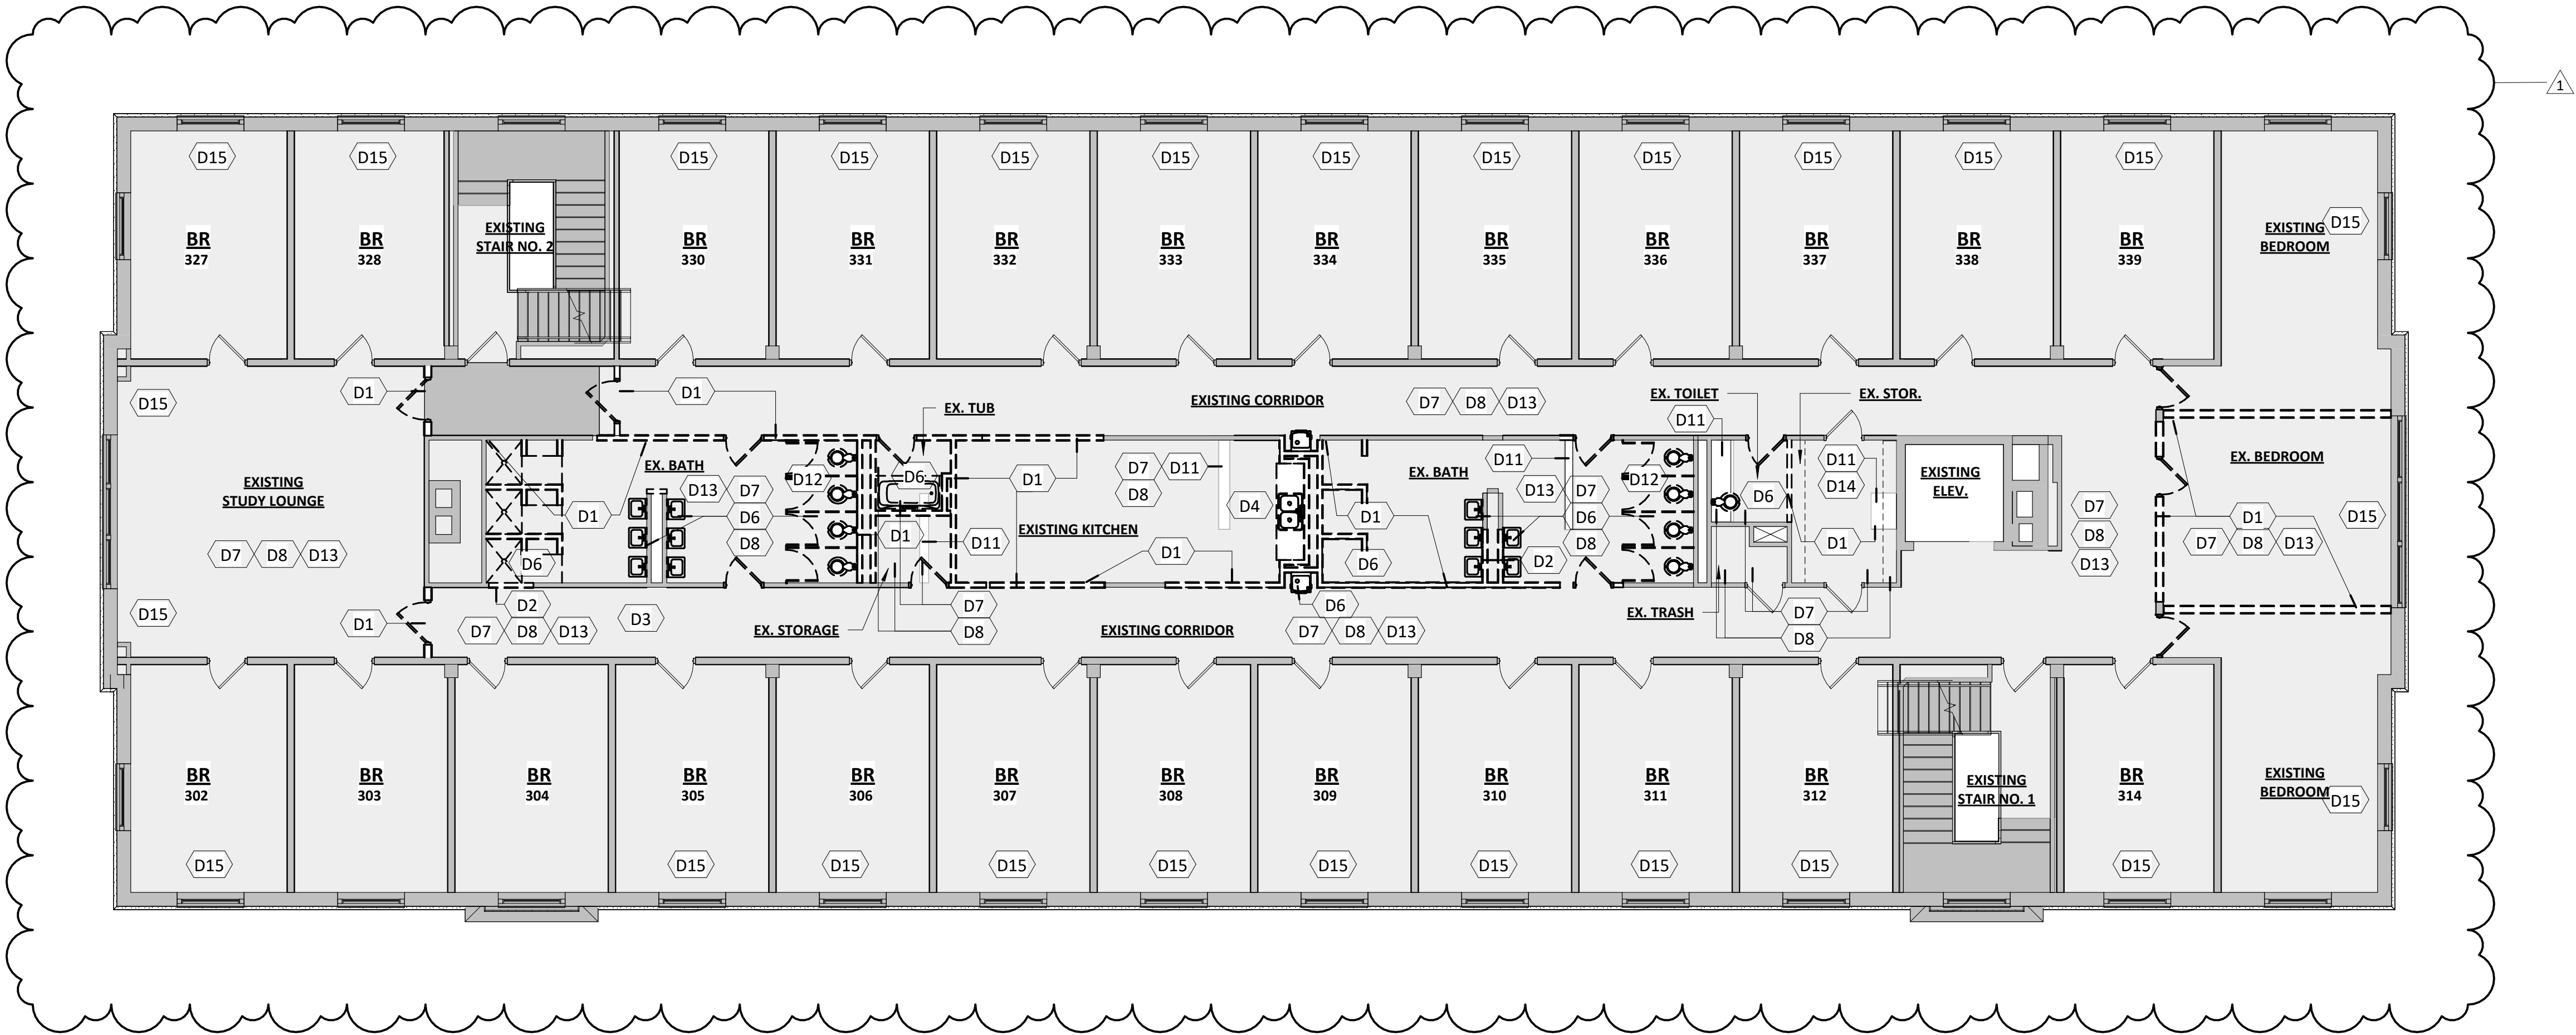 1
D15
D15
D15
D15
D15
D15
D15
D15
D15
D15
D15
D15
EXISTING
STAIR NO. 2
EXISTING
BEDROOM
D15
BR
327
BR
328
BR
330
BR
331
BR
332
BR
333
BR
334
BR
335
BR
336
BR
337
BR
338
BR
339
D15
D1
D1
EX. TUB
EXISTING CORRIDOR
D7
D8
D13
EX. TOILET
D11
EX. STOR.
EXISTING
STUDY LOUNGE
D7
D8
D13
D15
D1
EX. BATH
D13
D7
D12
D6
D8
D1
D6
D6
D1
D11
D1
D7
D11
D8
EXISTING KITCHEN
D1
D4
EX. BATH
D11
D13
D7
D12
D1
D6
D8
D6
D2
D6
D11
D14
D1
EXISTING
ELEV.
D7
D8
D13
EX. BEDROOM
D1
D7
D8
D13
D15
D2
D7
D8
D13
D3
EX. STORAGE
D7
D8
EXISTING CORRIDOR
D6
D7
D8
D13
EX. TRASH
D7
D8
BR
302
BR
303
BR
304
BR
305
BR
306
BR
307
BR
308
BR
309
BR
310
BR
311
BR
312
EXISTING
STAIR NO. 1
BR
314
EXISTING
BEDROOM
D15
D15
D15
D15
D15
D15
D15
D15
D15
D15
D15